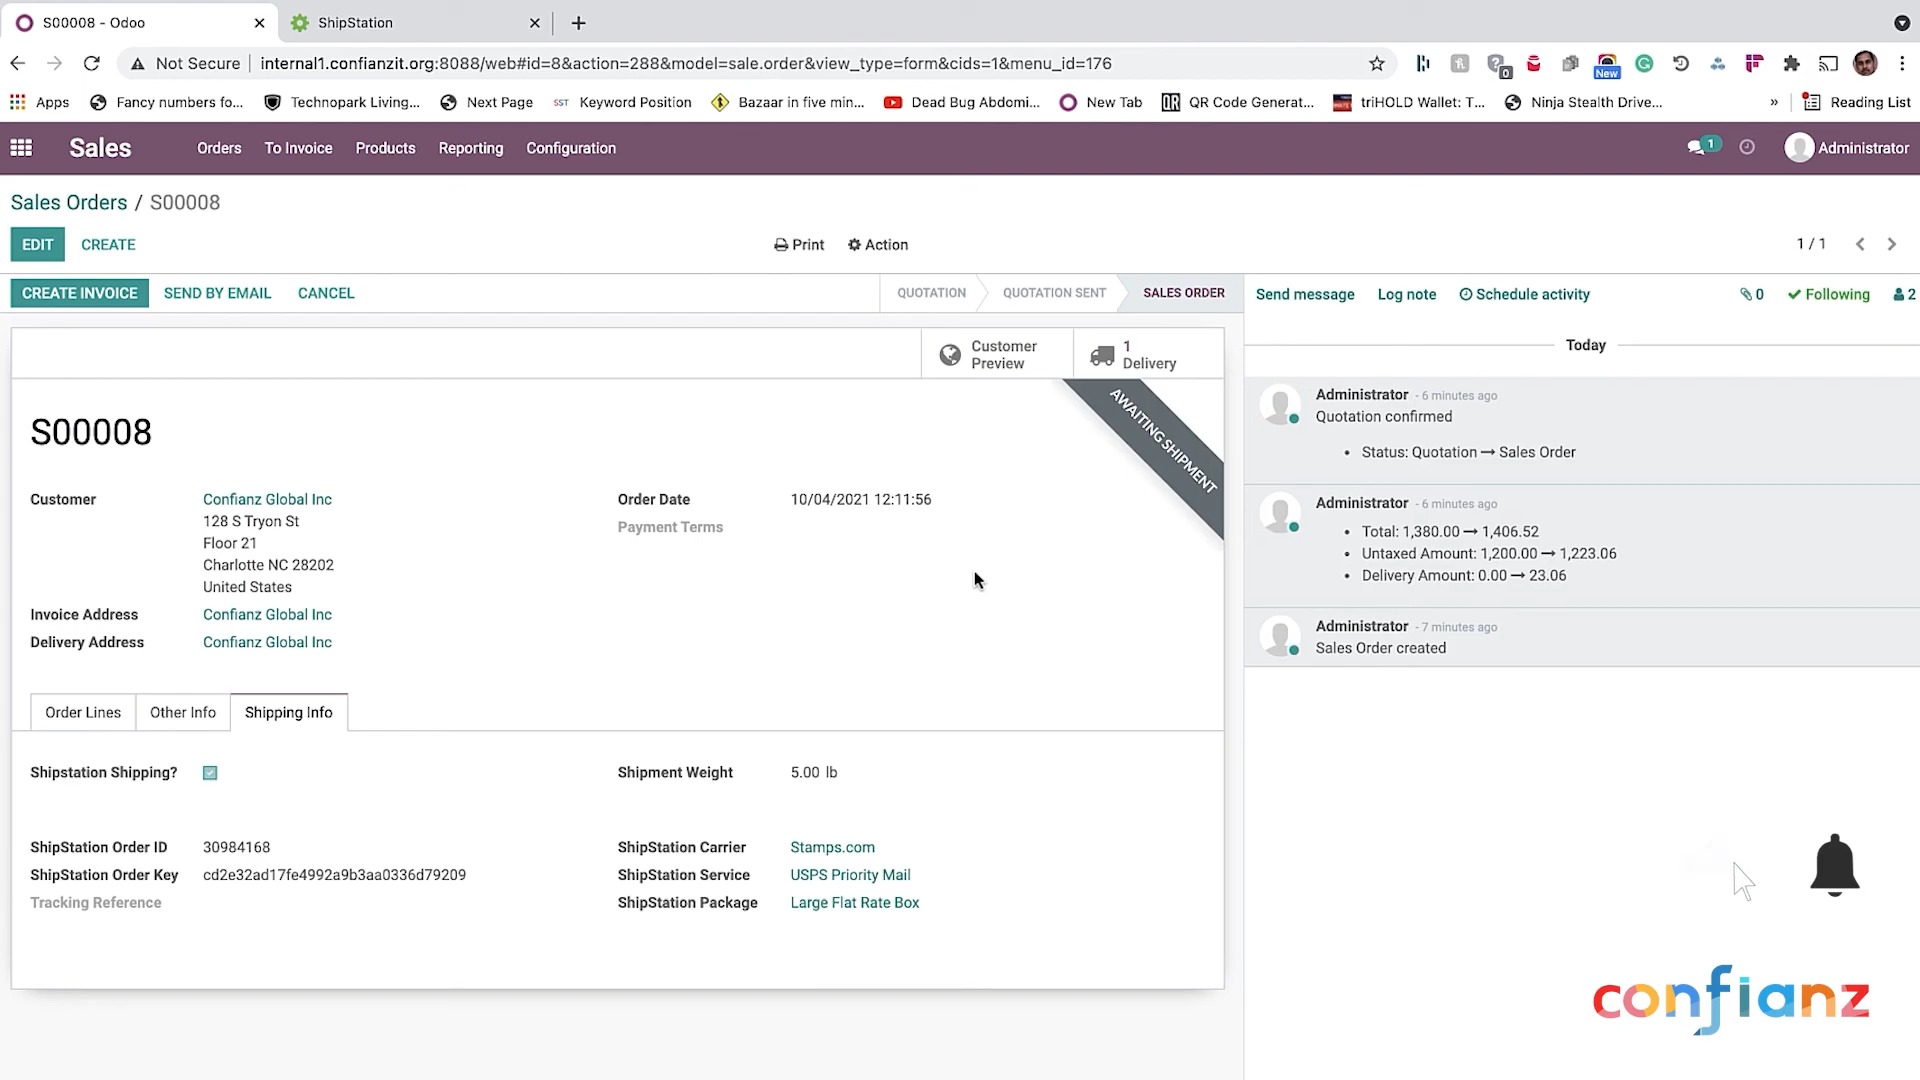 S00008 - Odoo
ShipStation
Not Secure
internal1.confianzit.org:8088/web#id=8&action=288&model=sale.order&view_type=form&cids=1&menu_id=176
0
New
Apps
Fancy numbers fo...
Technopark Living...
Next Page
SST Keyword Position
Bazaar in five min...
Dead Bug Abdomi...
New Tab
QR QR Code Generat...
triHOLD Wallet: T...
Ninja Stealth Drive...
»
Reading List
Sales
Orders
To Invoice
Products
Reporting
Configuration
1
Administrator
Sales Orders / S00008
EDIT
CREATE
Print
Action
1 / 1
CREATE INVOICE
SEND BY EMAIL
CANCEL
QUOTATION
QUOTATION SENT
SALES ORDER
Send message
Log note
Schedule activity
0
Following
2
Customer
Preview
1
Delivery
AWAITING SHIPMENT
S00008
Customer
Confianz Global Inc
128 S Tryon St
Floor 21
Charlotte NC 28202
United States
Order Date
10/04/2021 12:11:56
Payment Terms
Invoice Address
Confianz Global Inc
Delivery Address
Confianz Global Inc
Order Lines
Other Info
Shipping Info
Shipstation Shipping?
Shipment Weight
5.00 lb
ShipStation Order ID
30984168
ShipStation Order Key
cd2e32ad17fe4992a9b3aa0336d79209
Tracking Reference
ShipStation Carrier
Stamps.com
ShipStation Service
USPS Priority Mail
ShipStation Package
Large Flat Rate Box
Today
Administrator - 6 minutes ago
Quotation confirmed
• Status: Quotation → Sales Order
Administrator - 6 minutes ago
• Total: 1,380.00 → 1,406.52
• Untaxed Amount: 1,200.00 → 1,223.06
• Delivery Amount: 0.00 → 23.06
Administrator - 7 minutes ago
Sales Order created
confianz